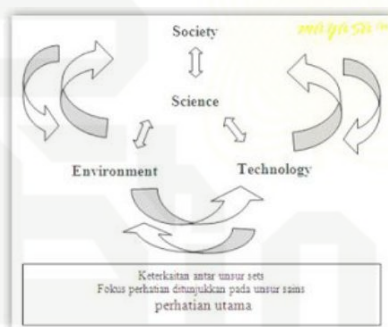 Society
Science
Environment
Technology
Keterkaitan antar unsur sets
Fokus perhatian ditunjukkan pada unsur sains
perhatian utama